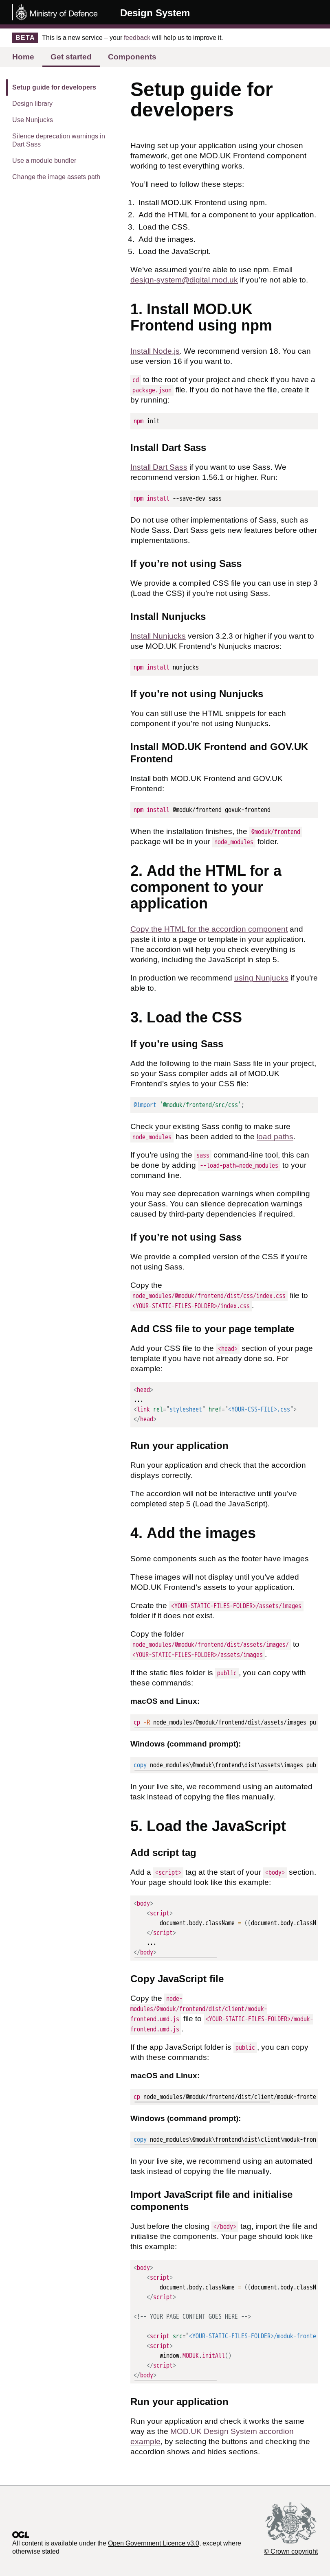 Ministry of Defence
Design System
BETA This is a new service – your feedback will help us to improve it.
Home Get started Components
Setup guide for developers
Design library
Use Nunjucks
Silence deprecation warnings in
Dart Sass
Use a module bundler
Change the image assets path
Setup guide for
developers
Having set up your application using your chosen
framework, get one MOD.UK Frontend component
working to test everything works.
You’ll need to follow these steps:
1. Install MOD.UK Frontend using npm.
2. Add the HTML for a component to your application.
3. Load the CSS.
4. Add images.
5. Load the JavaScript.
We’ve assumed you’re able to use npm. Email
design-system@digital.mod.uk if you’re not able to.
1. Install MOD.UK
Frontend using npm
Install Node.js. We recommend version 18. You can
use version 16 if you want to.
cd to the root of your project and check if you have a
package.json file. If you do not have the file, create it
by running:
npm init
Install Dart Sass
Install Dart Sass if you want to use Sass. We
recommend version 1.56.1 or higher. Run:
npm install --save-dev sass
Do not use other implementations of Sass, such as
Node Sass. Dart Sass gets new features before other
implementations.
If you’re not using Sass
We provide a compiled CSS file you can use in step 3
(Load the CSS) if you’re not using Sass.
Install Nunjucks
Install Nunjucks version 3.2.3 or higher if you want to
use MOD.UK Frontend’s Nunjucks macros:
npm install nunjucks
If you’re not using Nunjucks
You can still use the HTML snippets for each
component if you’re not using Nunjucks.
Install MOD.UK Frontend and GOV.UK
Frontend
Install both MOD.UK Frontend and GOV.UK
Frontend:
npm install @moduk/frontend govuk-frontend
When the installation finishes, the @moduk/frontend
package will be in your node_modules folder.
2. Add the HTML for a
component to your
application
Copy the HTML for the accordion component and
paste it into a page or template in your application.
The accordion will help you check everything is
working, including the JavaScript in step 5.
In production we recommend using Nunjucks if you’re
able to.
3. Load the CSS
If you’re using Sass
Add the following to the main Sass file in your project,
so your Sass compiler adds all of MOD.UK
Frontend’s styles to your CSS file:
@import '@moduk/frontend/src/css';
Check your existing Sass config to make sure
node_modules has been added to the load paths.
If you’re using the sass command-line tool, this can
be done by adding --load-path=node_modules to your
command line.
You may see deprecation warnings when compiling
your Sass. You can silence deprecation warnings
caused by third-party dependencies if required.
If you’re not using Sass
We provide a compiled version of the CSS if you’re
not using Sass.
Copy the
node_modules/@moduk/frontend/dist/css/index.css file to
<YOUR-STATIC-FILES-FOLDER>/index.css .
Add CSS file to your page template
Add your CSS file to the <head> section of your page
template if you have not already done so. For
example:
<head>
...
<link rel="stylesheet" href="<YOUR-CSS-FILE>.css">
</head>
Run your application
Run your application and check that the accordion
displays correctly.
The accordion will not be interactive until you’ve
completed step 5 (Load the JavaScript).
4. Add the images
Some components such as the footer have images
These images will not display until you’ve added
MOD.UK Frontend’s assets to your application.
Create the <YOUR-STATIC-FILES-FOLDER>/assets/images
folder if it does not exist.
Copy the folder
node_modules/@moduk/frontend/dist/assets/images/ to
<YOUR-STATIC-FILES-FOLDER>/assets/images .
If the static files folder is public , you can copy with
these commands:
macOS and Linux:
cp -R node_modules/@moduk/frontend/dist/assets/images pu
Windows (command prompt):
copy node_modules\@moduk\frontend\dist\assets\images pub
In your live site, we recommend using an automated
task instead of copying the files manually.
5. Load the JavaScript
Add script tag
Add a <script> tag at the start of your <body> section.
Your page should look like this example:
<body>
<script>
document.body.className = ((document.body.classN
</script>
...
</body>
Copy JavaScript file
Copy the node-
modules/@moduk/frontend/dist/client/moduk-
frontend.umd.js file to <YOUR-STATIC-FILES-FOLDER>/moduk-
frontend.umd.js .
If the app JavaScript folder is public , you can copy
with these commands:
macOS and Linux:
cp node_modules/@moduk/frontend/dist/client/moduk-fronte
Windows (command prompt):
copy node_modules\@moduk\frontend\dist\client\moduk-fron
In your live site, we recommend using an automated
task instead of copying the file manually.
Import JavaScript file and initialise
components
Just before the closing </body> tag, import the file and
initialise the components. Your page should look like
this example:
<body>
<script>
document.body.className = ((document.body.classN
</script>
<!-- YOUR PAGE CONTENT GOES HERE -->
<script src="<YOUR-STATIC-FILES-FOLDER>/moduk-fronte
<script>
window.MODUK.initAll()
</script>
</body>
Run your application
Run your application and check it works the same
way as the MOD.UK Design System accordion
example, by selecting the buttons and checking the
accordion shows and hides sections.
OGL
All content is available under the Open Government Licence v3.0, except where
otherwise stated
© Crown copyright